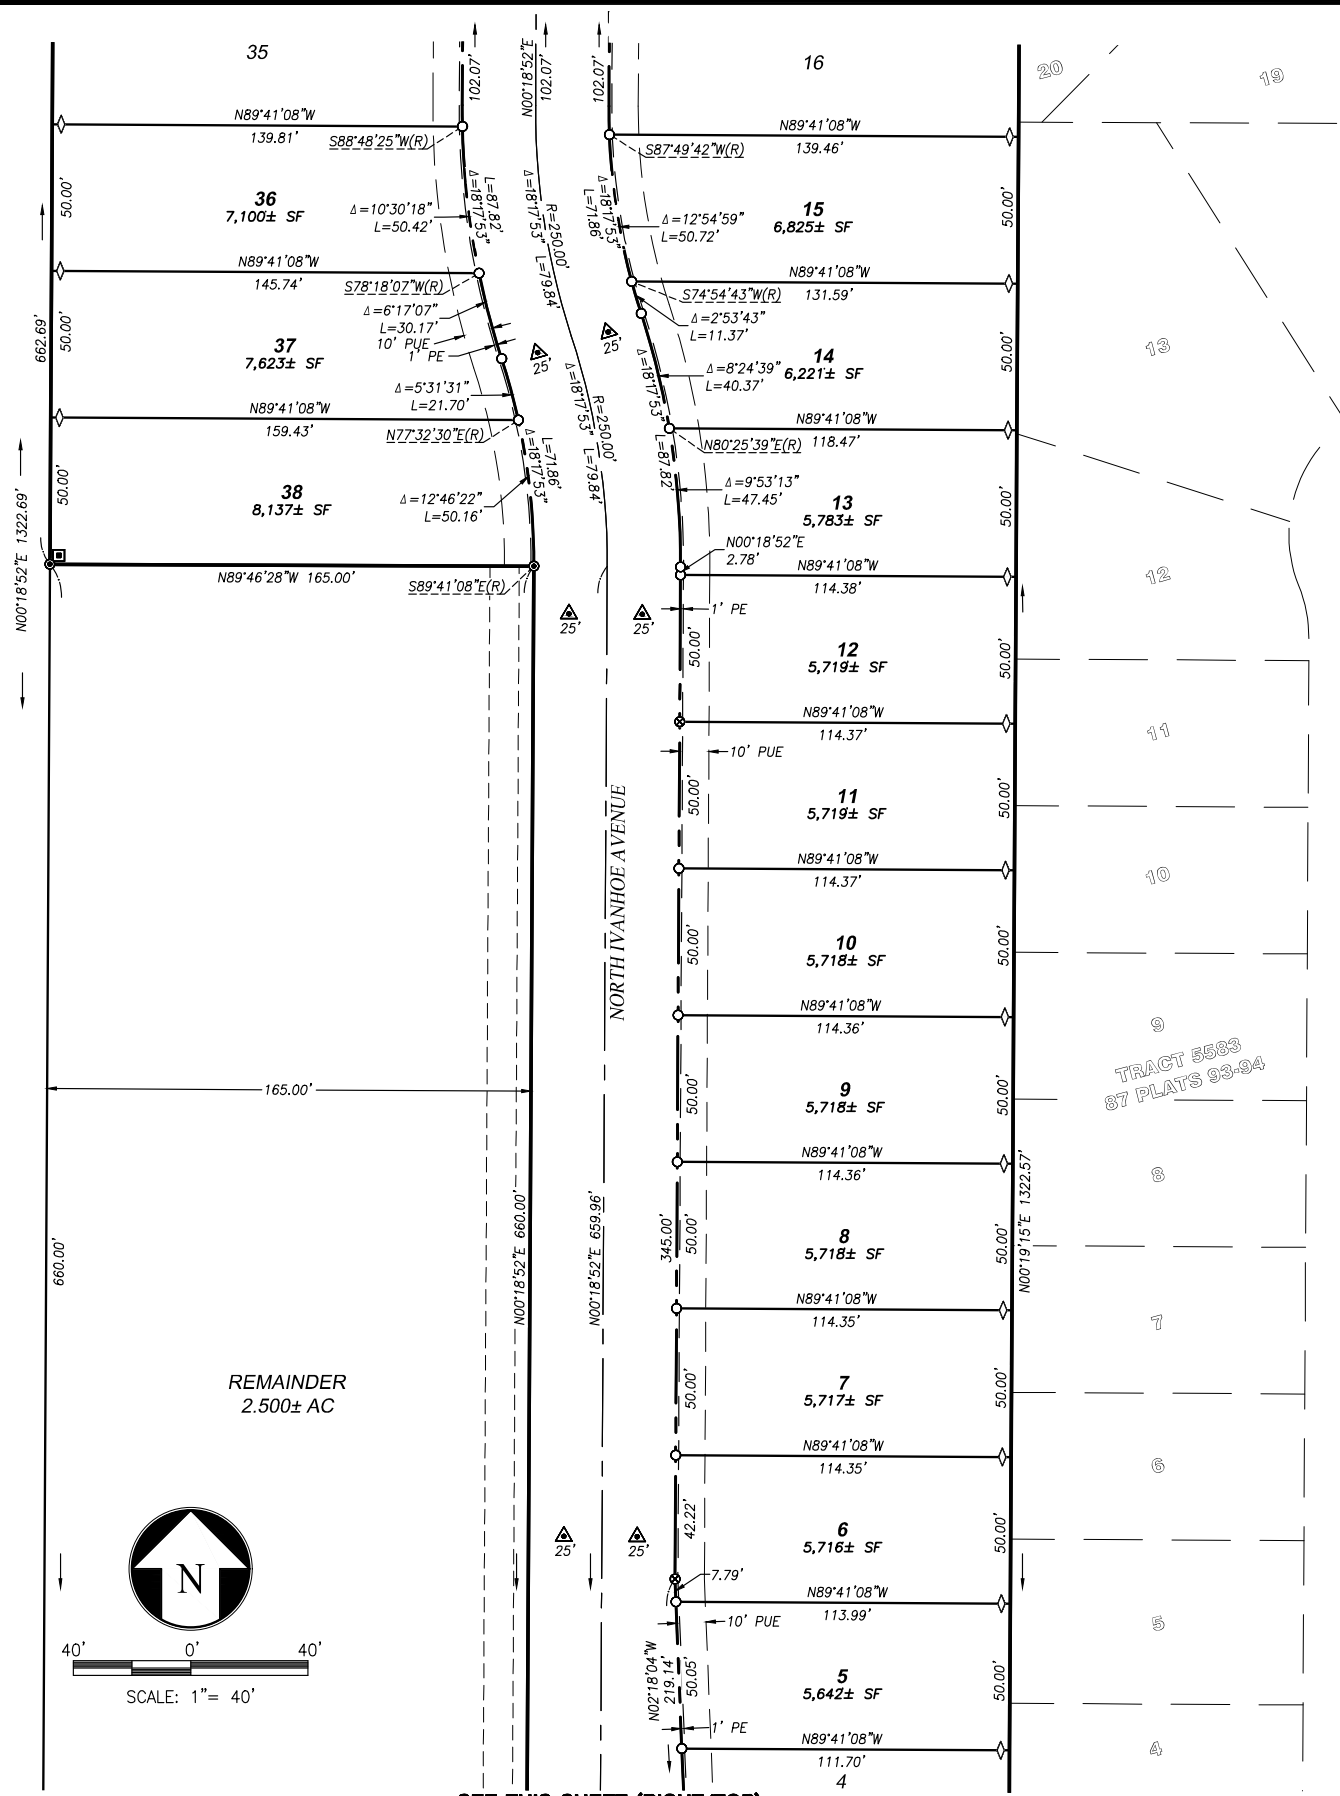 35
16
20
19
102.07'
N00°18'52"E
102.07'
102.07'
N89°41'08"W
139.81'
S88°48'25"W(R)
N89°41'08"W
139.46'
S87°49'42"W(R)
36
7,100± SF
50.00'
Δ=10°30'18"
L=50.42'
L=87.82'
Δ=18°17'53"
Δ=18°17'53"
L=79.84'
R=250.00'
Δ=18°17'53"
L=71.86'
Δ=12°54'59"
L=50.72'
15
6,825± SF
50.00'
N89°41'08"W
145.74'
S78°18'07"W(R)
N89°41'08"W
131.59'
S74°54'43"W(R)
Δ=6°17'07"
L=30.17'
10' PUE
1' PE
Δ=2°53'43"
L=11.37'
662.69'
50.00'
37
7,623± SF
25'
25'
Δ=18°17'53"
Δ=8°24'39"
L=40.37'
14
6,221± SF
50.00'
13
Δ=5°31'31"
L=21.70'
N89°41'08"W
159.43'
N77°32'30"E(R)
Δ=18°17'53"
L=79.84'
R=250.00'
N89°41'08"W
118.47'
N80°25'39"E(R)
L=87.82'
L=71.86'
Δ=18°17'53"
N00°18'52"E 1322.69'
50.00'
38
8,137± SF
Δ=12°46'22"
L=50.16'
Δ=9°53'13"
L=47.45'
13
5,783± SF
50.00'
N00°18'52"E
2.78'
N89°46'28"W 165.00'
S89°41'08"E(R)
N89°41'08"W
114.38'
12
25'
25'
1' PE
50.00'
12
5,719± SF
50.00'
N89°41'08"W
114.37'
11
10' PUE
NORTH IVANHOE AVENUE
50.00'
11
5,719± SF
50.00'
N89°41'08"W
114.37'
10
50.00'
10
5,718± SF
50.00'
N89°41'08"W
114.36'
9
TRACT 5583
87 PLATS 93-94
165.00'
50.00'
9
5,718± SF
50.00'
N89°41'08"W
114.36'
8
660.00'
N00°18'52"E 660.00'
N00°18'52"E 659.96'
345.00'
50.00'
8
5,718± SF
50.00'
N00°19'15"E 1322.57'
N89°41'08"W
114.35'
7
REMAINDER
2.500± AC
50.00'
7
5,717± SF
50.00'
N89°41'08"W
114.35'
6
42.22'
6
5,716± SF
50.00'
25'
25'
N
7.79'
N89°41'08"W
113.99'
10' PUE
5
40' 0' 40'
SCALE: 1"= 40'
N02°18'04"W
219.14'
50.05'
5
5,642± SF
50.00'
1' PE
N89°41'08"W
111.70'
4
4
SEE THIS SHEET (RIGHT TOP)